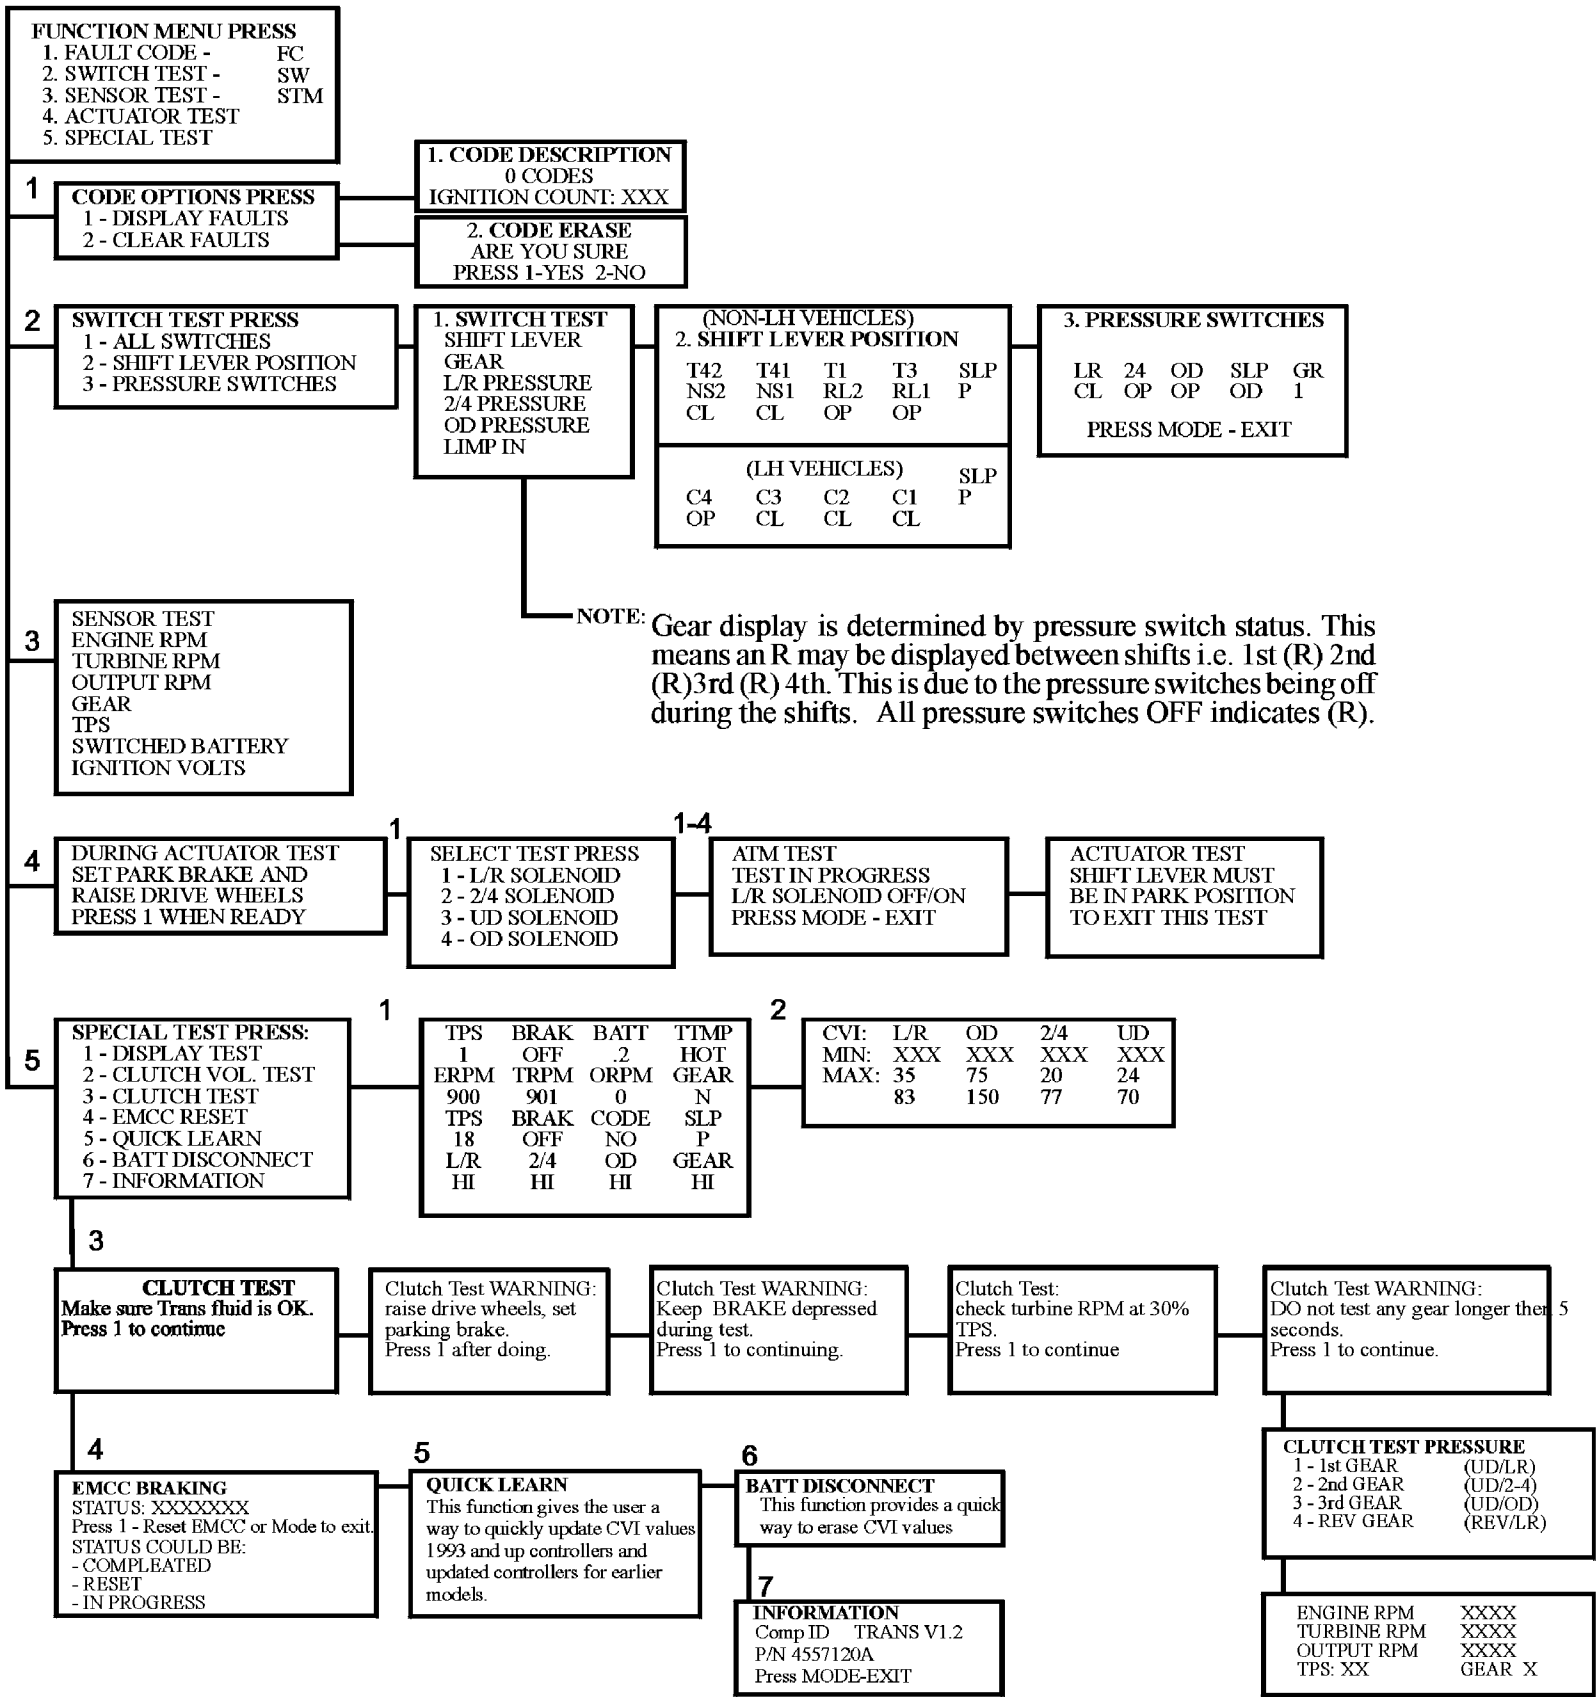 FUNCTION MENU PRESS
1. FAULT CODE - FC
2. SWITCH TEST - SW
3. SENSOR TEST - STM
4. ACTUATOR TEST
5. SPECIAL TEST
1
CODE OPTIONS PRESS
1 - DISPLAY FAULTS
2 - CLEAR FAULTS
1. CODE DESCRIPTION
0 CODES
IGNITION COUNT: XXX
2. CODE ERASE
ARE YOU SURE
PRESS 1-YES 2-NO
2
SWITCH TEST PRESS
1 - ALL SWITCHES
2 - SHIFT LEVER POSITION
3 - PRESSURE SWITCHES
1. SWITCH TEST
SHIFT LEVER
GEAR
L/R PRESSURE
2/4 PRESSURE
OD PRESSURE
LIMP IN
(NON-LH VEHICLES)
2. SHIFT LEVER POSITION
T42 T41 T1 T3 SLP
NS2 NS1 RL2 RL1 P
CL CL OP OP
(LH VEHICLES)
SLP
C4 C3 C2 C1 P
OP CL CL CL
3. PRESSURE SWITCHES
LR 24 OD SLP GR
CL OP OP OD 1
PRESS MODE - EXIT
NOTE: Gear display is determined by pressure switch status. This
means an R may be displayed between shifts i.e. 1st (R) 2nd
(R)3rd (R) 4th. This is due to the pressure switches being off
during the shifts. All pressure switches OFF indicates (R).
3
SENSOR TEST
ENGINE RPM
TURBINE RPM
OUTPUT RPM
GEAR
TPS
SWITCHED BATTERY
IGNITION VOLTS
4
DURING ACTUATOR TEST
SET PARK BRAKE AND
RAISE DRIVE WHEELS
PRESS 1 WHEN READY
1
SELECT TEST PRESS
1 - L/R SOLENOID
2 - 2/4 SOLENOID
3 - UD SOLENOID
4 - OD SOLENOID
1-4
ATM TEST
TEST IN PROGRESS
L/R SOLENOID OFF/ON
PRESS MODE - EXIT
ACTUATOR TEST
SHIFT LEVER MUST
BE IN PARK POSITION
TO EXIT THIS TEST
5
SPECIAL TEST PRESS:
1 - DISPLAY TEST
2 - CLUTCH VOL. TEST
3 - CLUTCH TEST
4 - EMCC RESET
5 - QUICK LEARN
6 - BATT DISCONNECT
7 - INFORMATION
1
TPS BRAK BATT TTMP
1 OFF .2 HOT
ERPM TRPM ORPM GEAR
900 901 0 N
TPS BRAK CODE SLP
18 OFF NO P
L/R 2/4 OD GEAR
HI HI HI HI
2
CVI: L/R OD 2/4 UD
MIN: XXX XXX XXX XXX
MAX: 35 75 20 24
83 150 77 70
3
CLUTCH TEST
Make sure Trans fluid is OK.
Press 1 to continue
Clutch Test WARNING:
raise drive wheels, set
parking brake.
Press 1 after doing.
Clutch Test WARNING:
Keep BRAKE depressed
during test.
Press 1 to continuing.
Clutch Test:
check turbine RPM at 30%
TPS.
Press 1 to continue
Clutch Test WARNING:
DO not test any gear longer then 5
seconds.
Press 1 to continue.
CLUTCH TEST PRESSURE
1 - 1st GEAR (UD/LR)
2 - 2nd GEAR (UD/2-4)
3 - 3rd GEAR (UD/OD)
4 - REV GEAR (REV/LR)
ENGINE RPM XXXX
TURBINE RPM XXXX
OUTPUT RPM XXXX
TPS: XX GEAR X
4
EMCC BRAKING
STATUS: XXXXXXX
Press 1 - Reset EMCC or Mode to exit.
STATUS COULD BE:
- COMPLEATED
- RESET
- IN PROGRESS
5
QUICK LEARN
This function gives the user a
way to quickly update CVI values
1993 and up controllers and
updated controllers for earlier
models.
6
BATT DISCONNECT
This function provides a quick
way to erase CVI values
7
INFORMATION
Comp ID TRANS V1.2
P/N 4557120A
Press MODE-EXIT